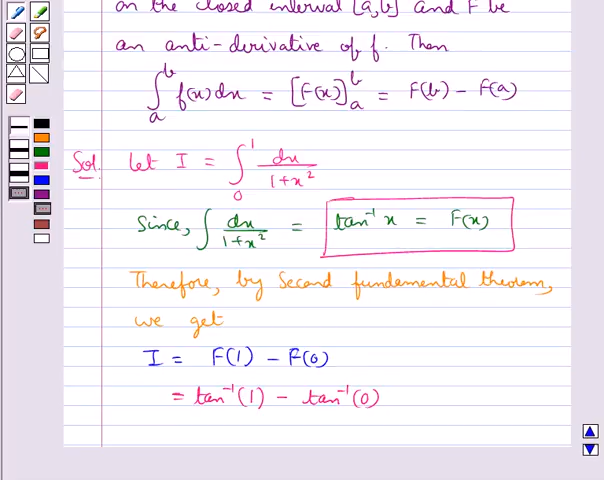 on the closed interval [a,b] and F be
an anti-derivative of f. Then
∫_a^b f(x)dx = [F(x)]_a^b = F(b) - F(a)
Sol. Let I = ∫_0^1 dx/(1+x²)
Since, ∫ dx/(1+x²) = tan⁻¹ x = F(x)
Therefore, by Second fundamental theorem,
we get
I = F(1) - F(0)
= tan⁻¹(1) - tan⁻¹(0)